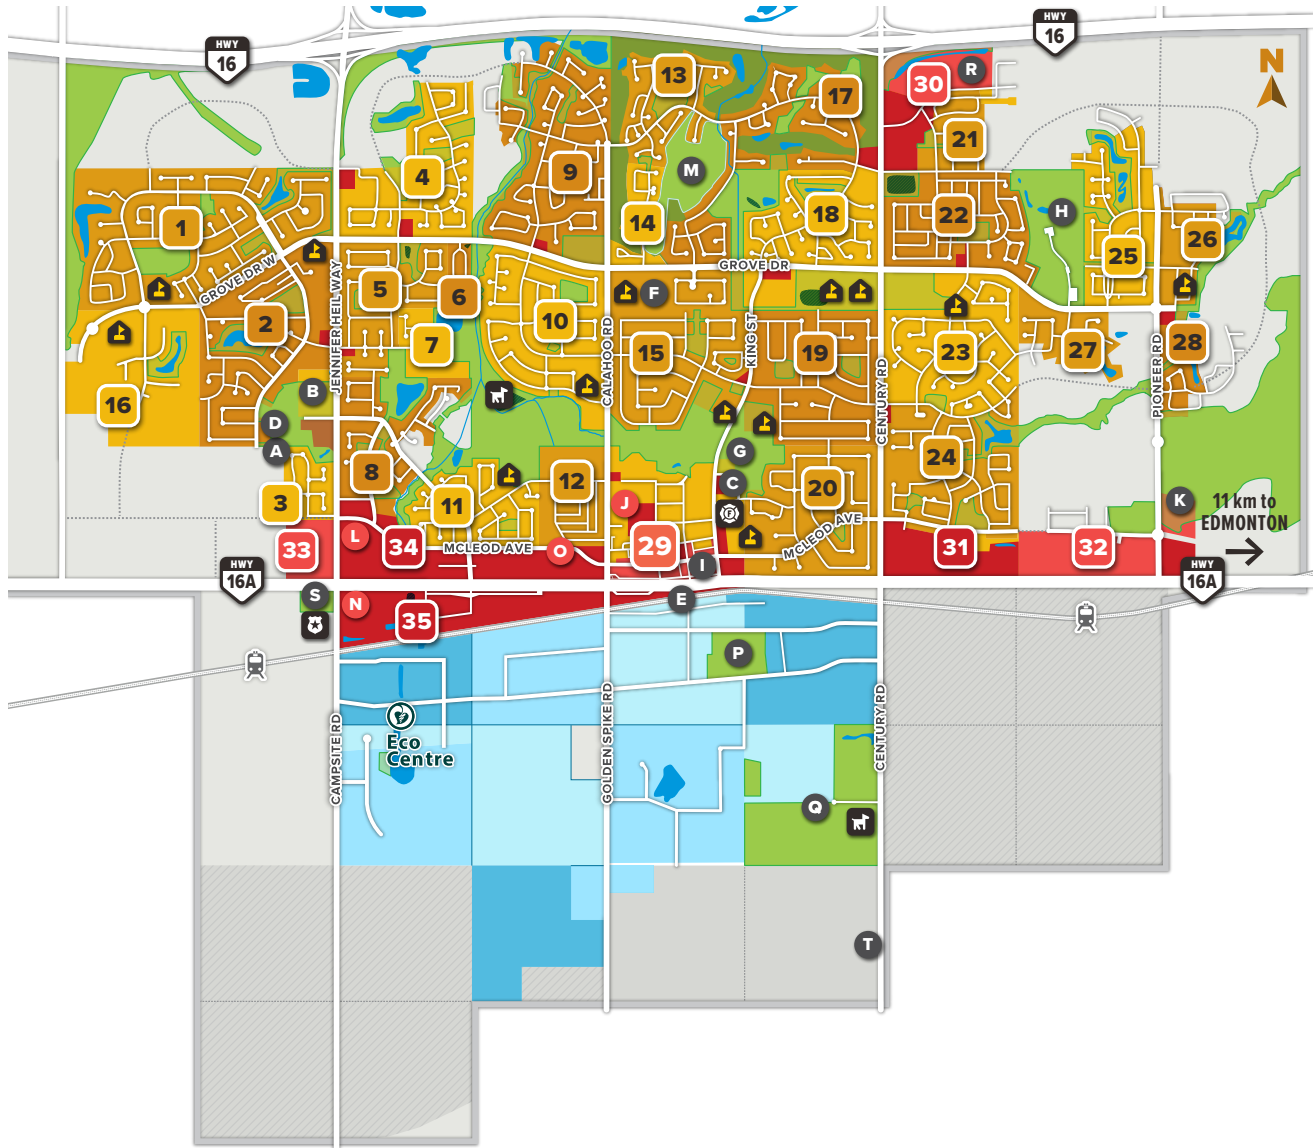 HWY
16
HWY
16
N
13
30
R
17
21
4
9
M
H
14
18
22
1
26
25
GROVE DR W
GROVE DR
5
6
F
JENNIFER HEIL WAY
2
10
CALAHOO RD
KING ST
7
15
19
CENTURY RD
23
27
PIONEER RD
28
B
16
D
A
G
24
8
12
C
20
3
11
J
K
11 km to
EDMONTON
33
L
34
MCLEOD AVE
O
29
I
MCLEOD AVE
31
32
HWY
16A
HWY
16A
S
N
35
E
P
CAMPSITE RD
Eco
Centre
GOLDEN SPIKE RD
CENTURY RD
Q
T